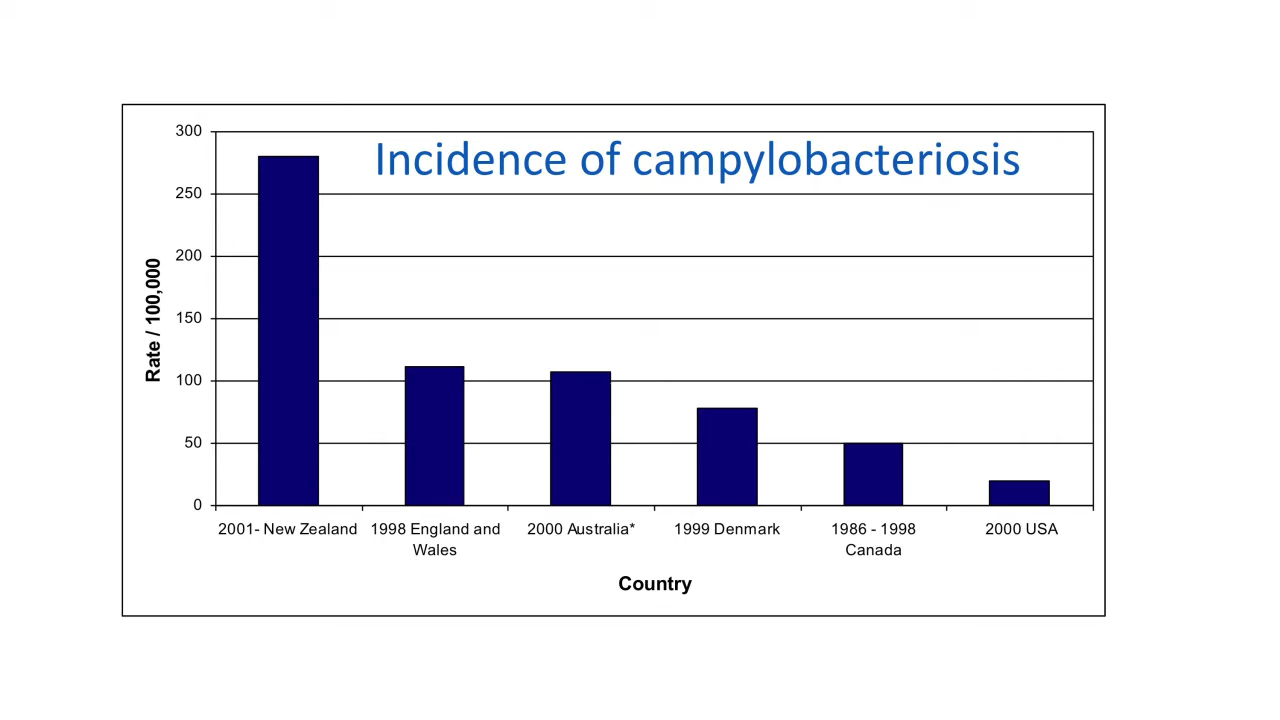 Incidence of campylobacteriosis
300
250
200
150
100
50
0
Rate / 100,000
2001- New Zealand
1998 England and
Wales
2000 Australia*
1999 Denmark
1986 - 1998
Canada
2000 USA
Country